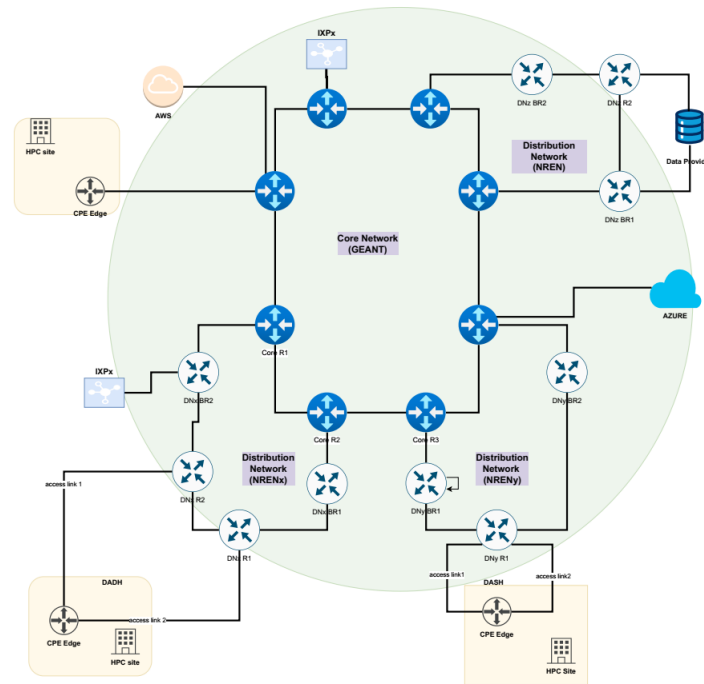 IXPx
AWS
DNz BR2
DNz R2
HPC site
Distribution
Network
(NREN)
Data Provid
CPE Edge
DNz BR1
Core Network
(GEANT)
AZURE
Core R1
IXPx
DNx BR2
DNy BR2
Core R2
Core R3
Distribution
Network
(NRENx)
Distribution
Network
(NRENy)
access link 1
DNx R2
DNx BR1
DNy BR1
DNx R1
DNy R1
access link1
access link2
DADH
DASH
access link 2
CPE Edge
CPE Edge
HPC site
HPC Site